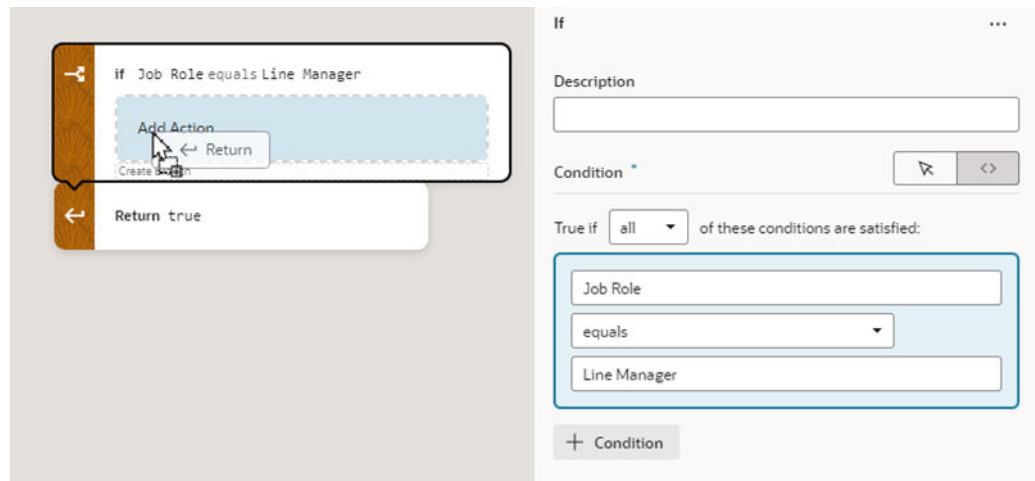 if Job Role equals Line Manager
Add Action
Return
Create
Return true
If
Description
Condition *
True if all of these conditions are satisfied:
Job Role
equals
Line Manager
+ Condition